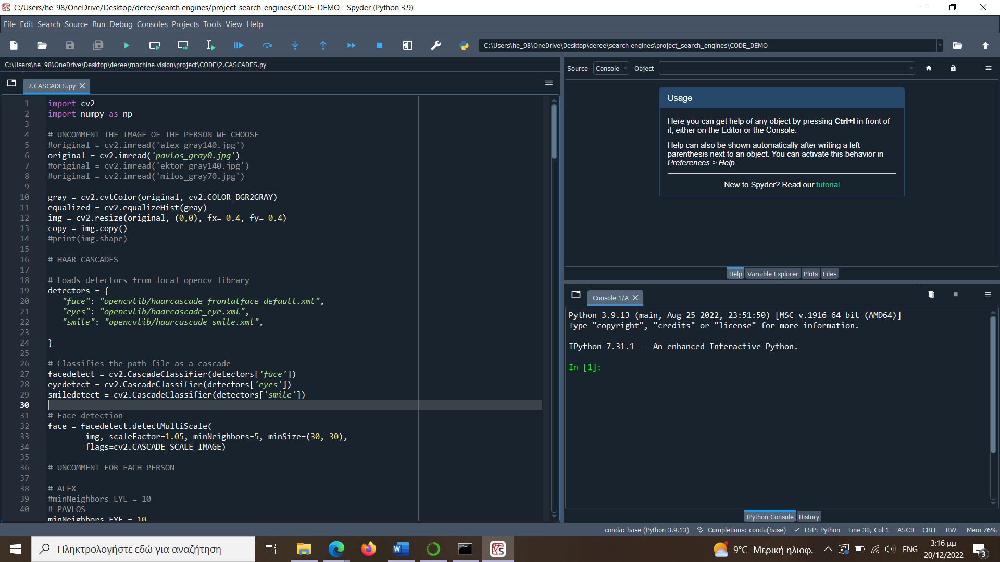 C:/Users/he_98/OneDrive/Desktop/deree/search engines/project_search_engines/CODE_DEMO - Spyder (Python 3.9)
File Edit Search Source Run Debug Consoles Projects Tools View Help
C:\Users\he_98\OneDrive\Desktop\deree\search engines\project_search_engines\CODE_DEMO
C:\Users\he_98\OneDrive\Desktop\deree\machine vision\project\CODE\2.CASCADES.py
2.CASCADES.py
1 import cv2
2 import numpy as np
3
4 # UNCOMMENT THE IMAGE OF THE PERSON WE CHOOSE
5 #original = cv2.imread('alex_gray140.jpg')
6 original = cv2.imread('pavlos_gray0.jpg')
7 #original = cv2.imread('ektor_gray140.jpg')
8 #original = cv2.imread('milos_gray70.jpg')
9
10 gray = cv2.cvtColor(original, cv2.COLOR_BGR2GRAY)
11 equalized = cv2.equalizeHist(gray)
12 img = cv2.resize(original, (0,0), fx= 0.4, fy= 0.4)
13 copy = img.copy()
14 #print(img.shape)
15
16 # HAAR CASCADES
17
18 # Loads detectors from local opencv library
19 detectors = {
20 "face": "opencvlib/haarcascade_frontalface_default.xml",
21 "eyes": "opencvlib/haarcascade_eye.xml",
22 "smile": "opencvlib/haarcascade_smile.xml",
23
24 }
25
26 # Classifies the path file as a cascade
27 facedetect = cv2.CascadeClassifier(detectors['face'])
28 eyedetect = cv2.CascadeClassifier(detectors['eyes'])
29 smiledetect = cv2.CascadeClassifier(detectors['smile'])
30
31 # Face detection
32 face = facedetect.detectMultiScale(
33 img, scaleFactor=1.05, minNeighbors=5, minSize=(30, 30),
34 flags=cv2.CASCADE_SCALE_IMAGE)
35
36 # UNCOMMENT FOR EACH PERSON
37
38 # ALEX
39 #minNeighbors_EYE = 10
40 # PAVLOS
minNeighbors_EYE = 10
Source Console Object
Usage
Here you can get help of any object by pressing Ctrl+I in front of
it, either on the Editor or the Console.
Help can also be shown automatically after writing a left
parenthesis next to an object. You can activate this behavior in
Preferences > Help.
New to Spyder? Read our tutorial
Help Variable Explorer Plots Files
Console 1/A
Python 3.9.13 (main, Aug 25 2022, 23:51:50) [MSC v.1916 64 bit (AMD64)]
Type "copyright", "credits" or "license" for more information.
IPython 7.31.1 -- An enhanced Interactive Python.
In [1]:
IPython Console History
conda: base (Python 3.9.13) Completions: conda(base) LSP: Python Line 30, Col 1 ASCII CRLF RW Mem 76%
Πληκτρολογήστε εδώ για αναζήτηση
9°C Μερική ηλιοφ.
ENG
3:16 μμ
20/12/2022
3